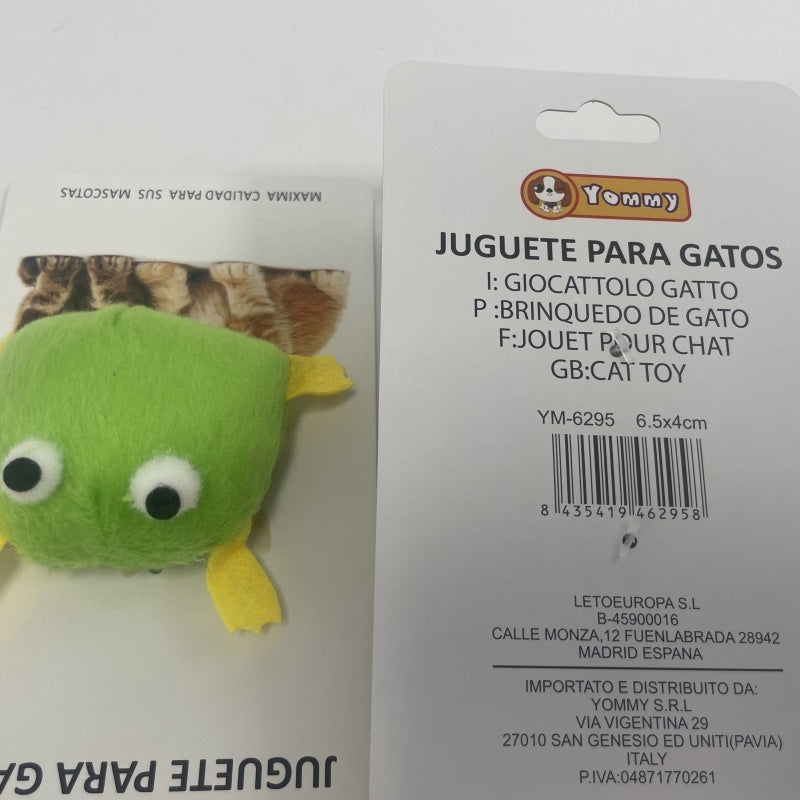 MAXIMA CALIDAD PARA SUS MASCOTAS
JUGUETE PARA GA
Yommy
JUGUETE PARA GATOS
I: GIOCATTOLO GATTO
P :BRINQUEDO DE GATO
F:JOUET POUR CHAT
GB:CAT TOY
YM-6295 6.5x4cm
8 435419 462958
LETOEUROPA S.L
B-45900016
CALLE MONZA,12 FUENLABRADA 28942
MADRID ESPANA
IMPORTATO E DISTRIBUITO DA:
YOMMY S.R.L
VIA VIGENTINA 29
27010 SAN GENESIO ED UNITI(PAVIA)
ITALY
P.IVA:04871770261